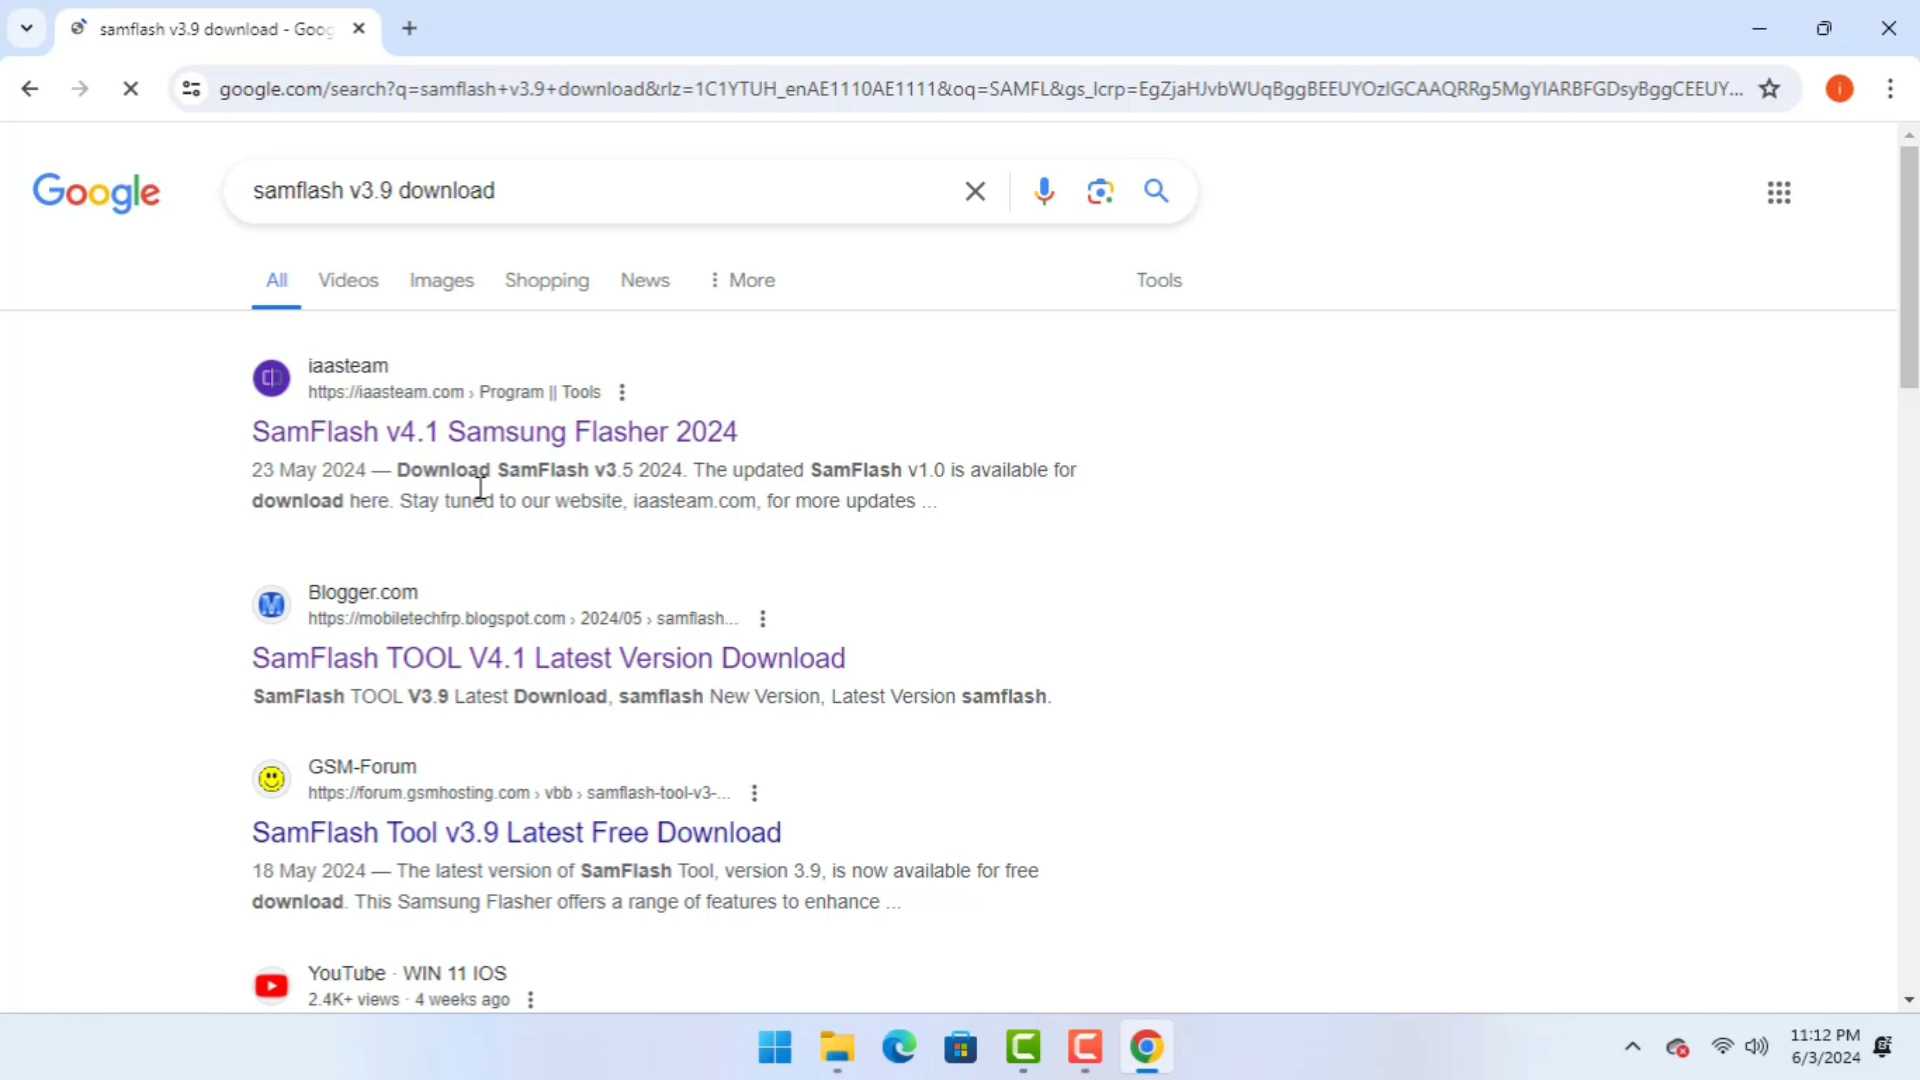 samflash v3.9 download - Goog
google.com/search?q=samflash+v3.9+download&rlz=1C1YTUH_enAE1110AE1111&oq=SAMFL&gs_lcrp=EgZjaHJvbWUqBggBEEUYOzIGCAAQRRg5MgYIARBFGDsyBggCEEUY...
i
Google
samflash v3.9 download
All
Videos
Images
Shopping
News
More
Tools
iaasteam
https://iaasteam.com › Program || Tools
SamFlash v4.1 Samsung Flasher 2024
23 May 2024 — Download SamFlash v3.5 2024. The updated SamFlash v1.0 is available for
download here. Stay tuned to our website, iaasteam.com, for more updates ...
Blogger.com
https://mobiletechfrp.blogspot.com › 2024/05 › samflash...
SamFlash TOOL V4.1 Latest Version Download
SamFlash TOOL V3.9 Latest Download, samflash New Version, Latest Version samflash.
GSM-Forum
https://forum.gsmhosting.com › vbb › samflash-tool-v3-...
SamFlash Tool v3.9 Latest Free Download
18 May 2024 — The latest version of SamFlash Tool, version 3.9, is now available for free
download. This Samsung Flasher offers a range of features to enhance ...
YouTube · WIN 11 IOS
2.4K+ views · 4 weeks ago
11:12 PM
6/3/2024